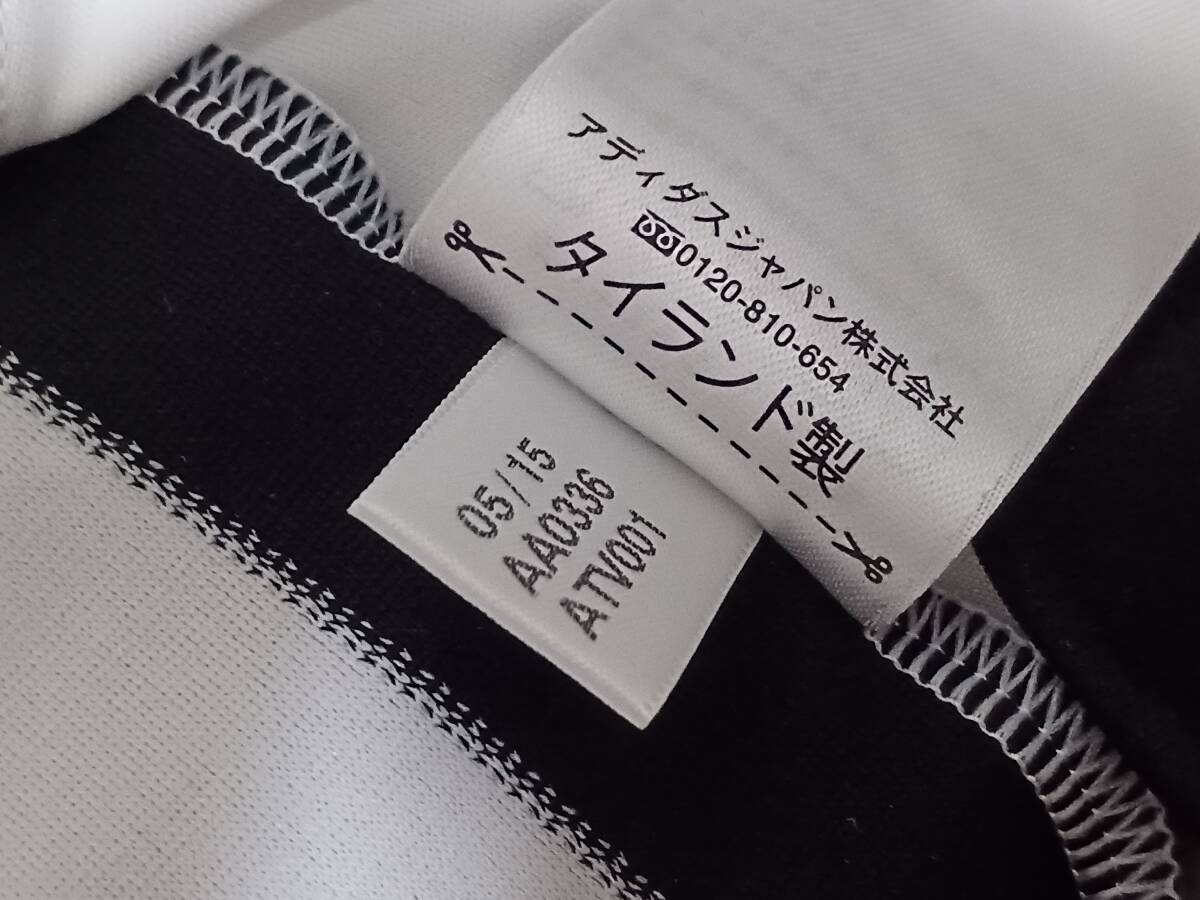 アディダスジャパン株式会社
0120-810-654
タイランド製
05/15
AA0336
ATV001